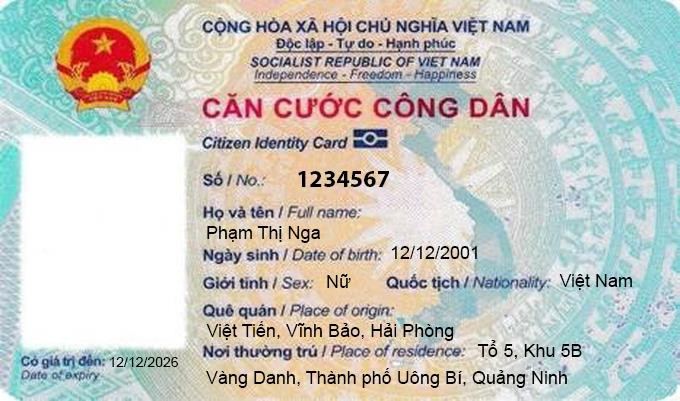 CỘNG HÒA XÃ HỘI CHỦ NGHĨA VIỆT NAM
Độc lập - Tự do - Hạnh phúc
SOCIALIST REPUBLIC OF VIET NAM
Independence - Freedom - Happiness
CĂN CƯỚC CÔNG DÂN
Citizen Identity Card
Số / No.: 1234567
Họ và tên / Full name:
Phạm Thị Nga
Ngày sinh / Date of birth: 12/12/2001
Giới tính / Sex: Nữ Quốc tịch / Nationality: Việt Nam
Quê quán / Place of origin:
Việt Tiến, Vĩnh Bảo, Hải Phòng
Nơi thường trú / Place of residence: Tổ 5, Khu 5B
Vàng Danh, Thành phố Uông Bí, Quảng Ninh
Có giá trị đến: 12/12/2026
Date of expiry